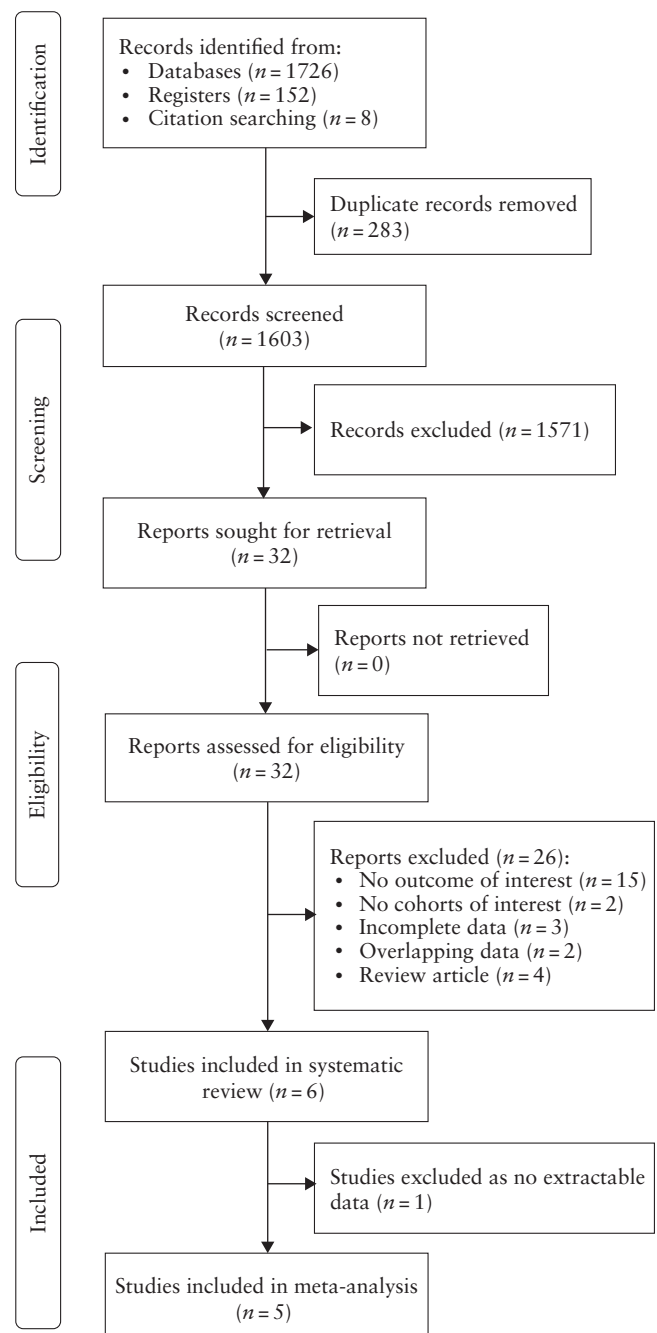 Identification
Records identified from:
• Databases (n = 1726)
• Registers (n = 152)
• Citation searching (n = 8)
Duplicate records removed
(n = 283)
Screening
Records screened
(n = 1603)
Records excluded (n = 1571)
Reports sought for retrieval
(n = 32)
Reports not retrieved
(n = 0)
Eligibility
Reports assessed for eligibility
(n = 32)
Reports excluded (n = 26):
• No outcome of interest (n = 15)
• No cohorts of interest (n = 2)
• Incomplete data (n = 3)
• Overlapping data (n = 2)
• Review article (n = 4)
Included
Studies included in systematic
review (n = 6)
Studies excluded as no extractable
data (n = 1)
Studies included in meta-analysis
(n = 5)